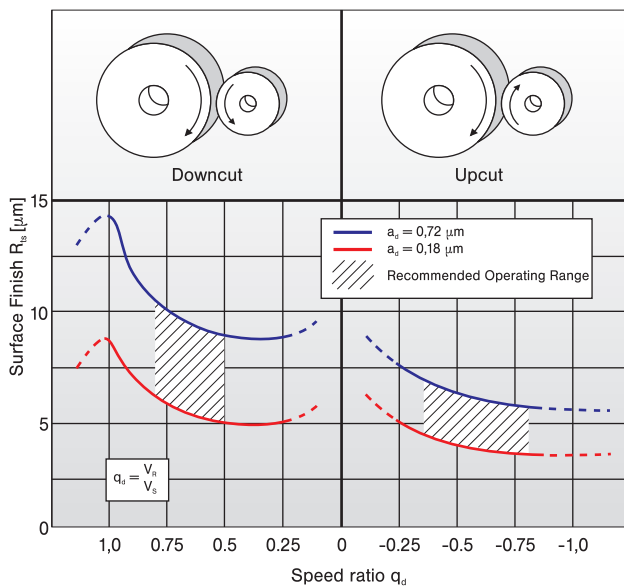 Downcut
Upcut
Surface Finish Rts [μm]
15
10
5
0
a_d = 0,72 μm
a_d = 0,18 μm
Recommended Operating Range
q_d = V_R
V_S
1,0 0.75 0.5 0.25 0 -0.25 -0.5 -0.75 -1,0
Speed ratio q_d